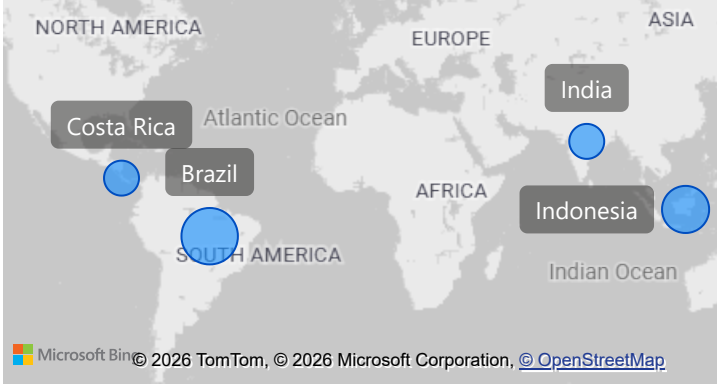 NORTH AMERICA
ASIA
EUROPE
India
Atlantic Ocean
Costa Rica
Brazil
AFRICA
Indonesia
SOUTH AMERICA
Indian Ocean
Microsoft Bing
© 2026 TomTom, © 2026 Microsoft Corporation, © OpenStreetMap